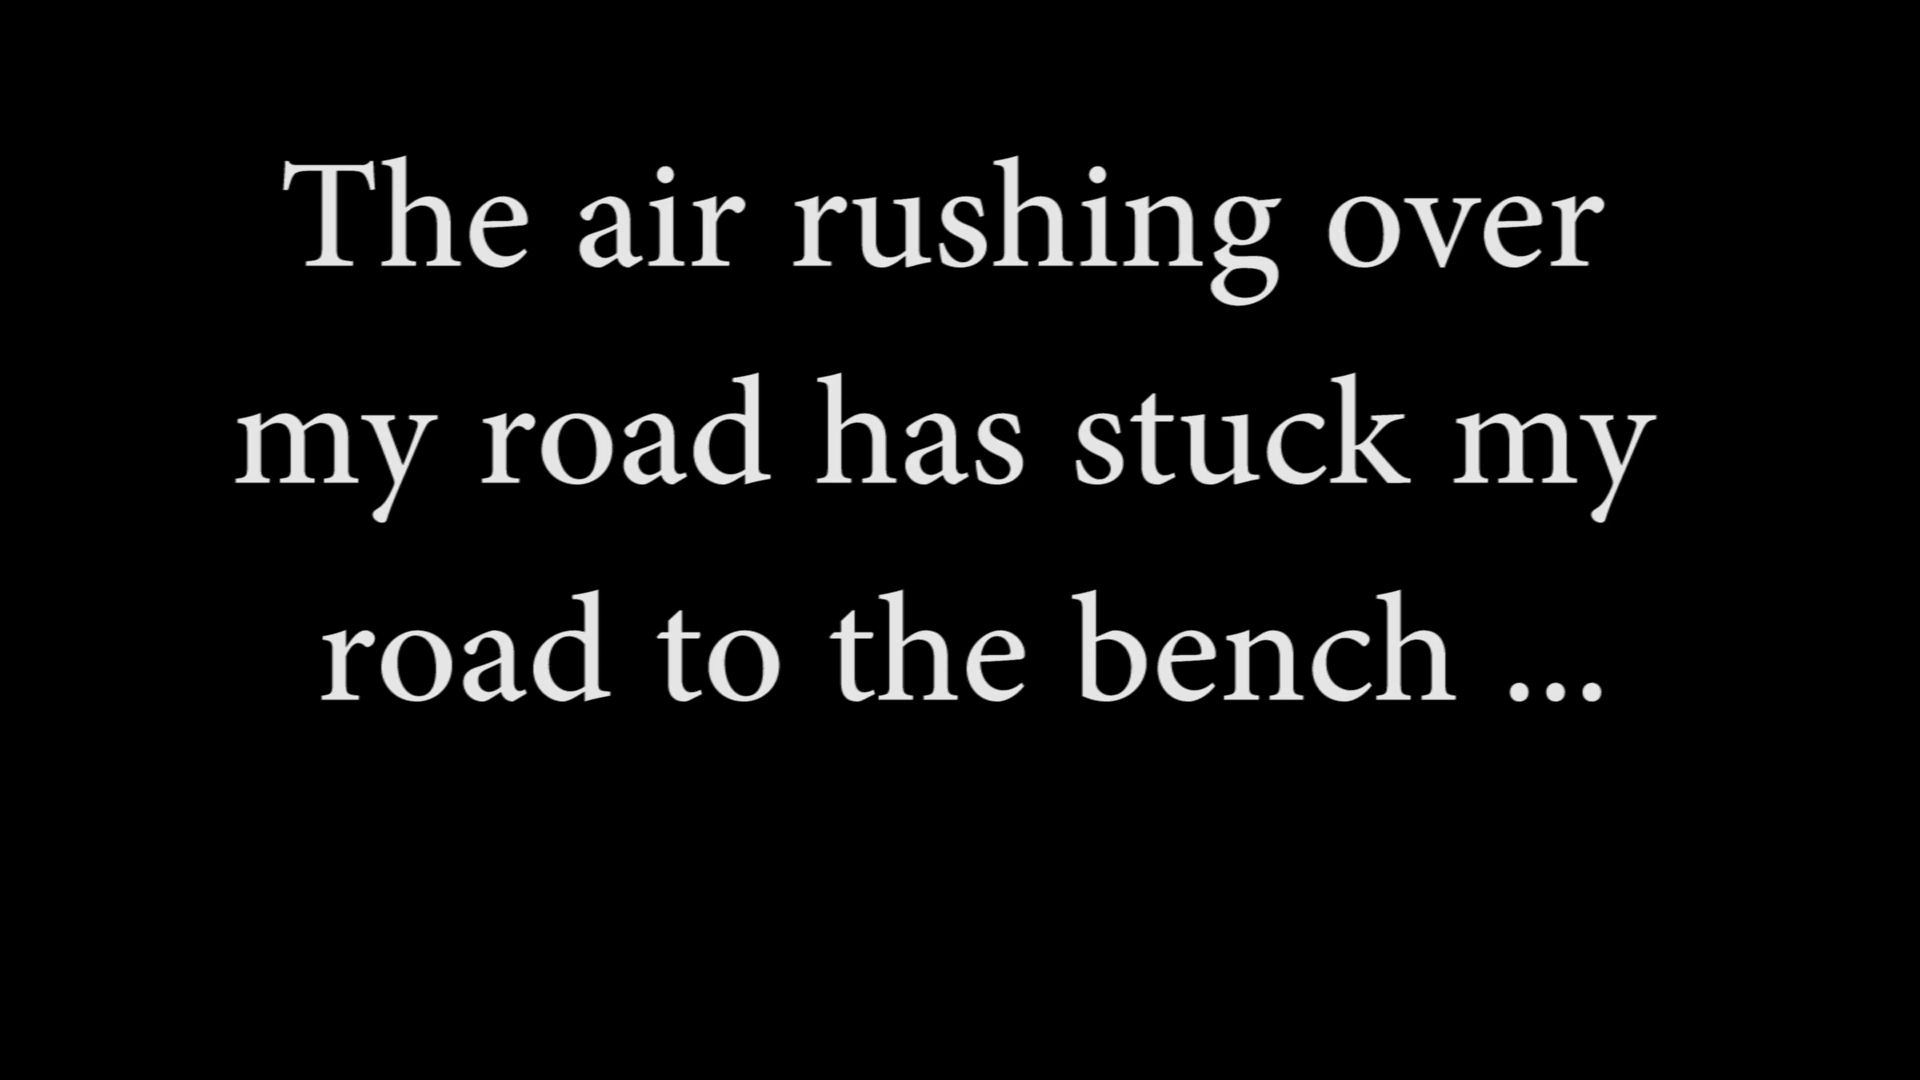 The air rushing over
my road has stuck my
road to the bench ...